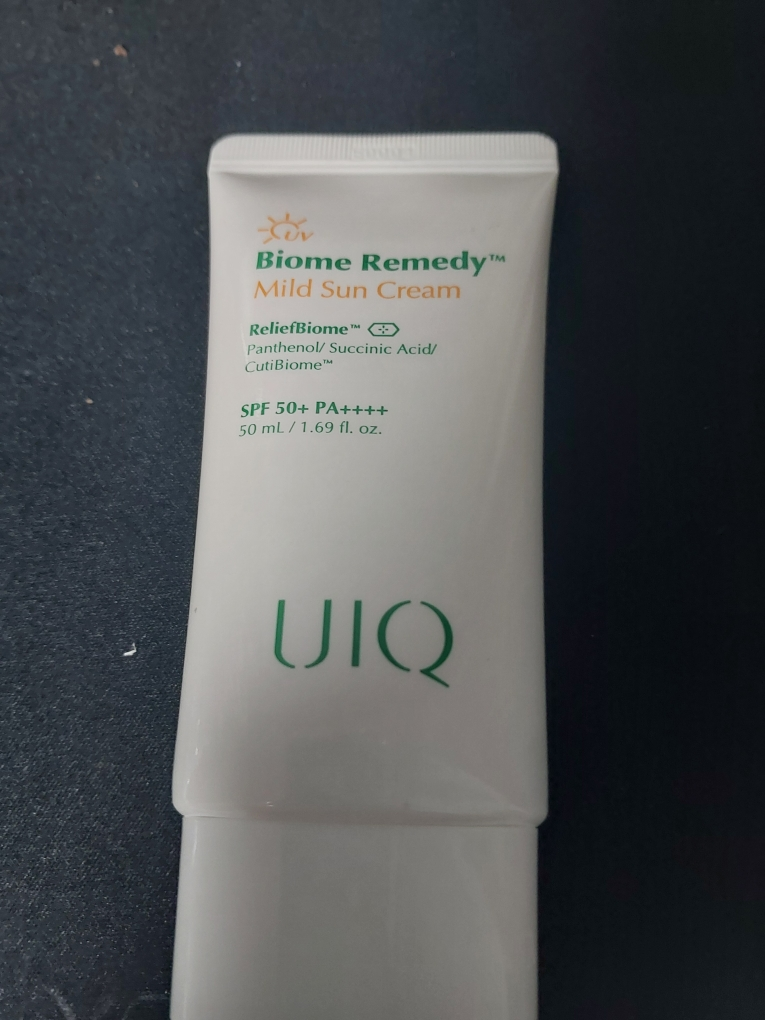 UV
Biome Remedy™
Mild Sun Cream
ReliefBiome™
Panthenol/ Succinic Acid/
CutiBiome™
SPF 50+ PA++++
50 mL / 1.69 fl. oz.
UIQ